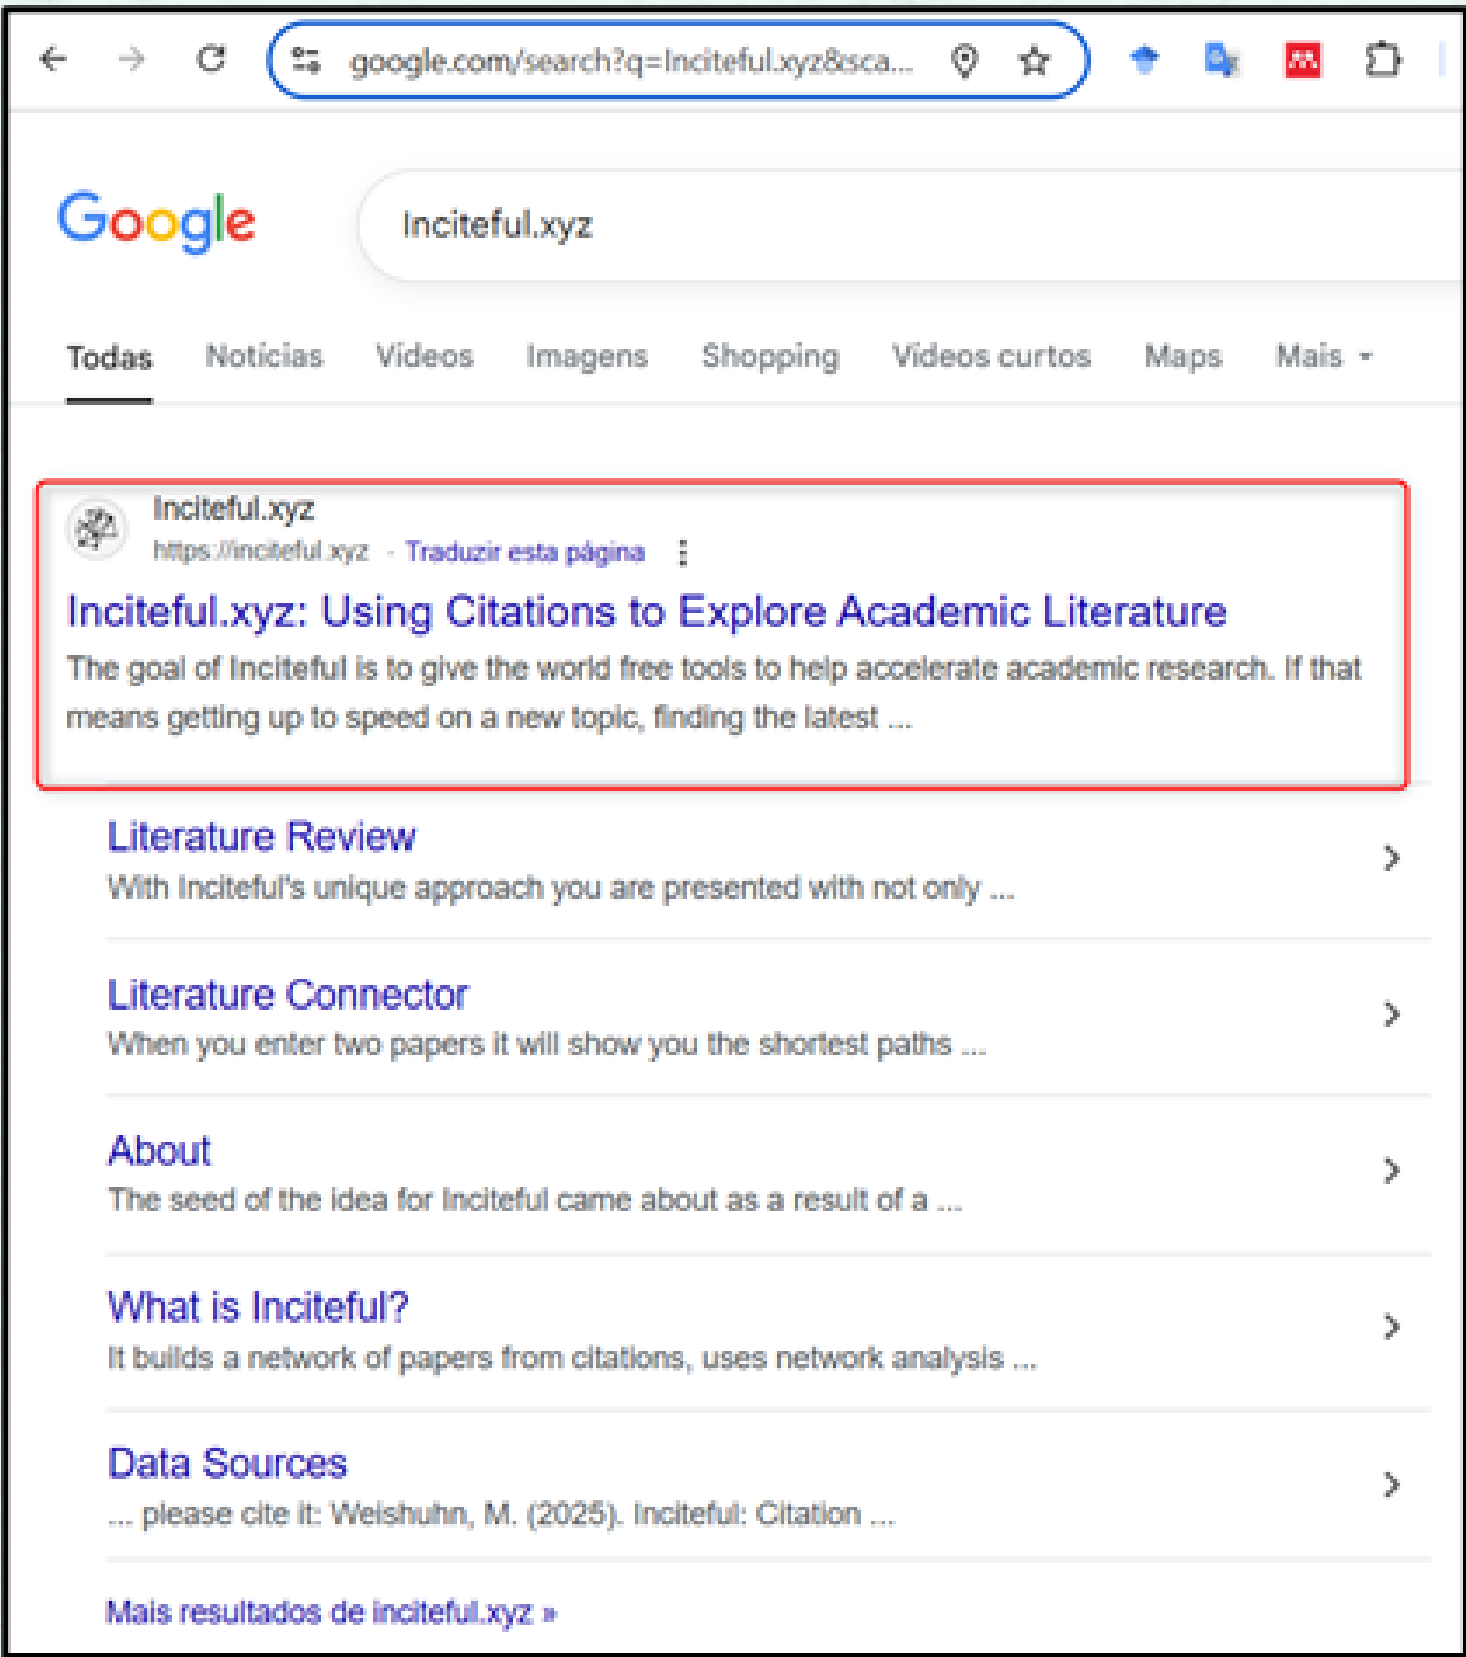 google.com/search?q=Inciteful.xyz&sca...
Google
Inciteful.xyz
Todas Notícias Vídeos Imagens Shopping Vídeos curtos Maps Mais
Inciteful.xyz
https://inciteful.xyz · Traduzir esta página
Inciteful.xyz: Using Citations to Explore Academic Literature
The goal of Inciteful is to give the world free tools to help accelerate academic research. If that
means getting up to speed on a new topic, finding the latest ...
Literature Review
With Inciteful's unique approach you are presented with not only ...
Literature Connector
When you enter two papers it will show you the shortest paths ...
About
The seed of the idea for Inciteful came about as a result of a ...
What is Inciteful?
It builds a network of papers from citations, uses network analysis ...
Data Sources
... please cite it: Weishuhn, M. (2025). Inciteful: Citation ...
Mais resultados de inciteful.xyz »